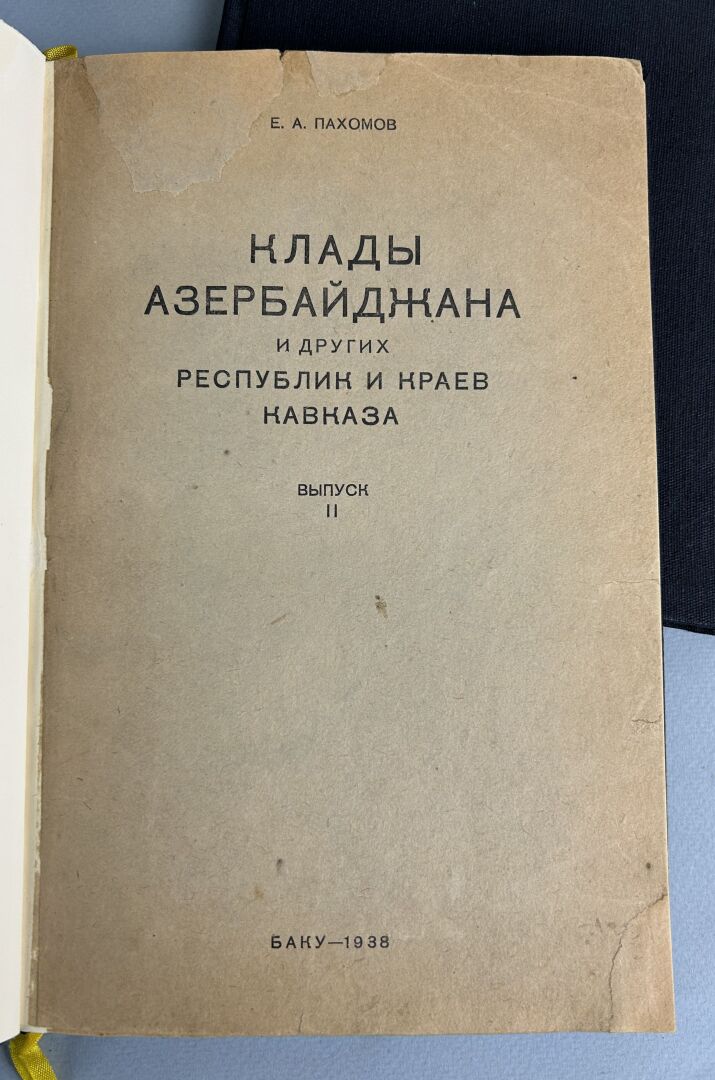 Е. А. ПАХОМОВ
КЛАДЫ
АЗЕРБАЙДЖАНА
И ДРУГИХ
РЕСПУБЛИК И КРАЕВ
КАВКАЗА
ВЫПУСК
II
БАКУ—1938